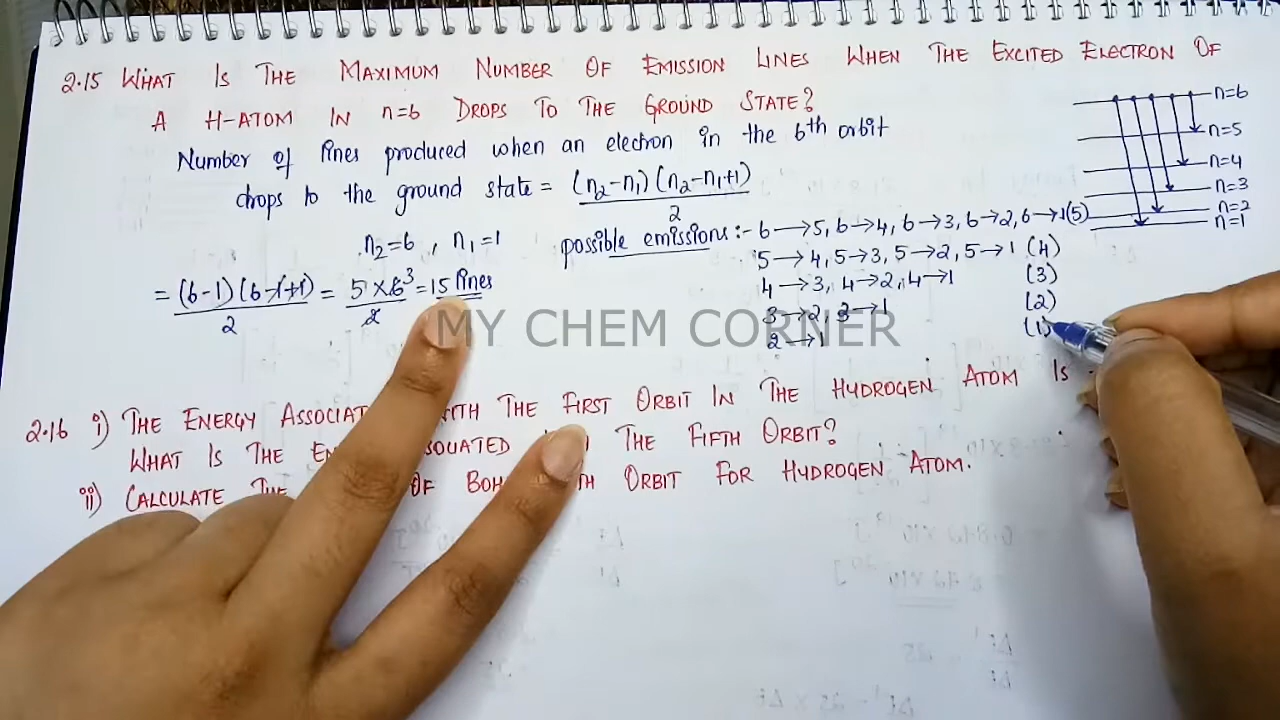 2.15 WHAT IS THE MAXIMUM NUMBER OF EMISSION LINES WHEN THE EXCITED ELECTRON OF
A H-ATOM IN n=6 DROPS TO THE GROUND STATE?
Number of lines produced when an electron in the 6th orbit
drops to the ground state = (n2-n1)(n2-n1+1)
2
n2=6, n1=1
= (6-1)(6-1+1) = 5×6 3 = 15 lines
2 2
possible emissions:- 6→5, 6→4, 6→3, 6→2, 6→1(5)
5→4, 5→3, 5→2, 5→1 (4)
4→3, 4→2, 4→1 (3)
3→2, 3→1 (2)
2→1 (1)
n=6
n=5
n=4
n=3
n=2
n=1
MY CHEM CORNER
2.16 i) THE ENERGY THE FIRST ORBIT IN THE HYDROGEN ATOM IS
WHAT IS THE THE FIFTH ORBIT?
ii) CALCULATE OF ORBIT FOR HYDROGEN ATOM.